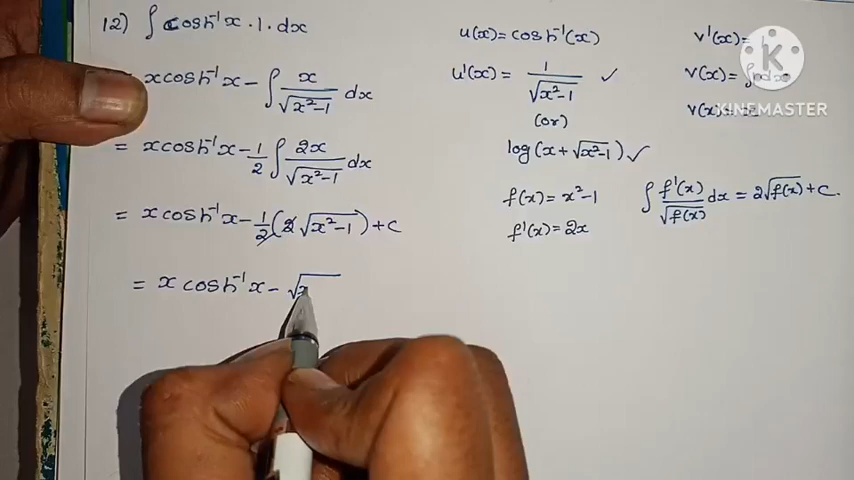 12) ∫ cosh⁻¹x · 1 · dx
x cosh⁻¹x − ∫ x/√(x²−1) dx
= x cosh⁻¹x − 1/2 ∫ 2x/√(x²−1) dx
= x cosh⁻¹x − 1/2 (2√(x²−1)) + c
= x cosh⁻¹x − √x
u(x) = cosh⁻¹(x)
u'(x) = 1/√(x²−1) ✓
(or)
log(x + √(x²−1)) ✓
f(x) = x²−1
f'(x) = 2x
v'(x) =
v(x) = ∫ dx
v(x)
∫ f'(x)/√f(x) dx = 2√f(x) + c.
KINEMASTER